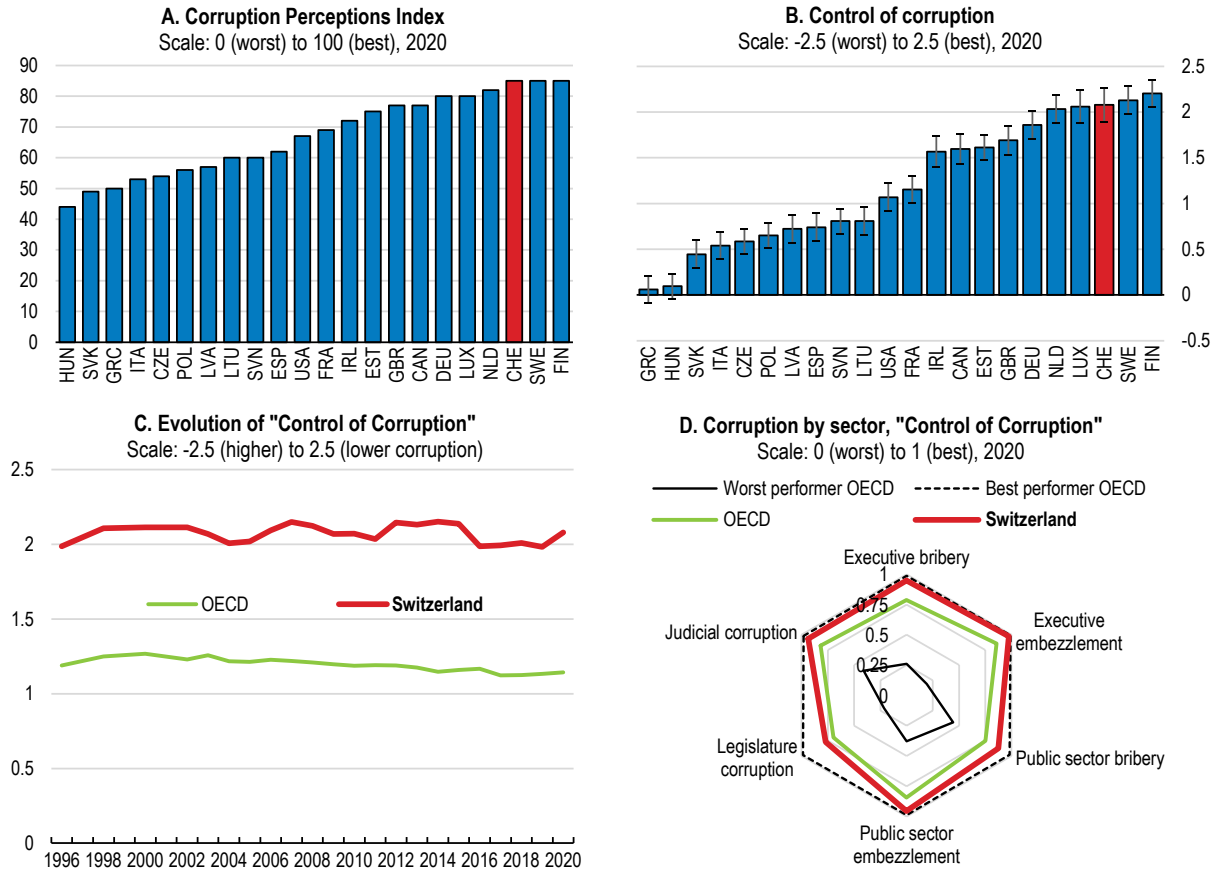 A. Corruption Perceptions Index
Scale: 0 (worst) to 100 (best), 2020
90
80
70
60
50
40
30
20
10
0
HUN SVK GRC ITA CZE POL LVA LTU SVN ESP USA FRA IRL EST GBR CAN DEU LUX NLD CHE SWE FIN
B. Control of corruption
Scale: -2.5 (worst) to 2.5 (best), 2020
2.5
2
1.5
1
0.5
0
-0.5
GRC HUN SVK ITA CZE POL LVA ESP SVN LTU USA FRA IRL CAN EST GBR DEU NLD LUX CHE SWE FIN
C. Evolution of "Control of Corruption"
Scale: -2.5 (higher) to 2.5 (lower corruption)
2.5
2
1.5
1
0.5
0
OECD Switzerland
1996 1998 2000 2002 2004 2006 2008 2010 2012 2014 2016 2018 2020
D. Corruption by sector, "Control of Corruption"
Scale: 0 (worst) to 1 (best), 2020
Worst performer OECD Best performer OECD
OECD Switzerland
Executive bribery
1
0.75
0.5
0.25
0
Executive
embezzlement
Public sector bribery
Public sector
embezzlement
Legislature
corruption
Judicial corruption